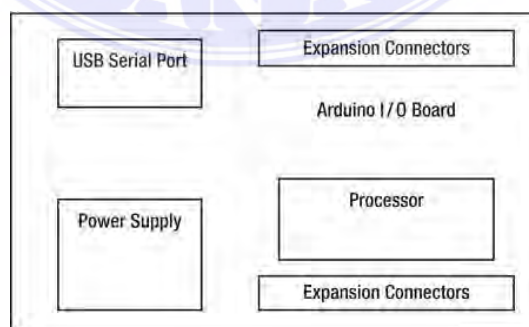 USB Serial Port
Expansion Connectors
Arduino I/O Board
Power Supply
Processor
Expansion Connectors